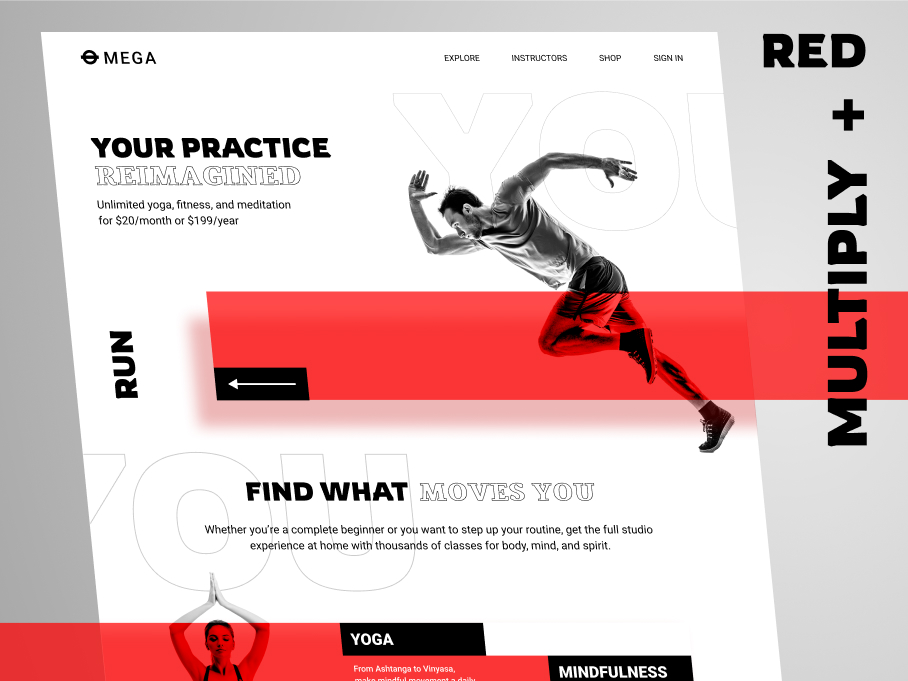 MEGA
EXPLORE
INSTRUCTORS
SHOP
SIGN IN
RED
+
MULTIPLY
YOU
YOUR PRACTICE
REIMAGINED
Unlimited yoga, fitness, and meditation
for $20/month or $199/year
RUN
YOU
FIND WHAT MOVES YOU
Whether you're a complete beginner or you want to step up your routine, get the full studio
experience at home with thousands of classes for body, mind, and spirit.
YOGA
From Ashtanga to Vinyasa,
make mindful movement a daily
MINDFULNESS